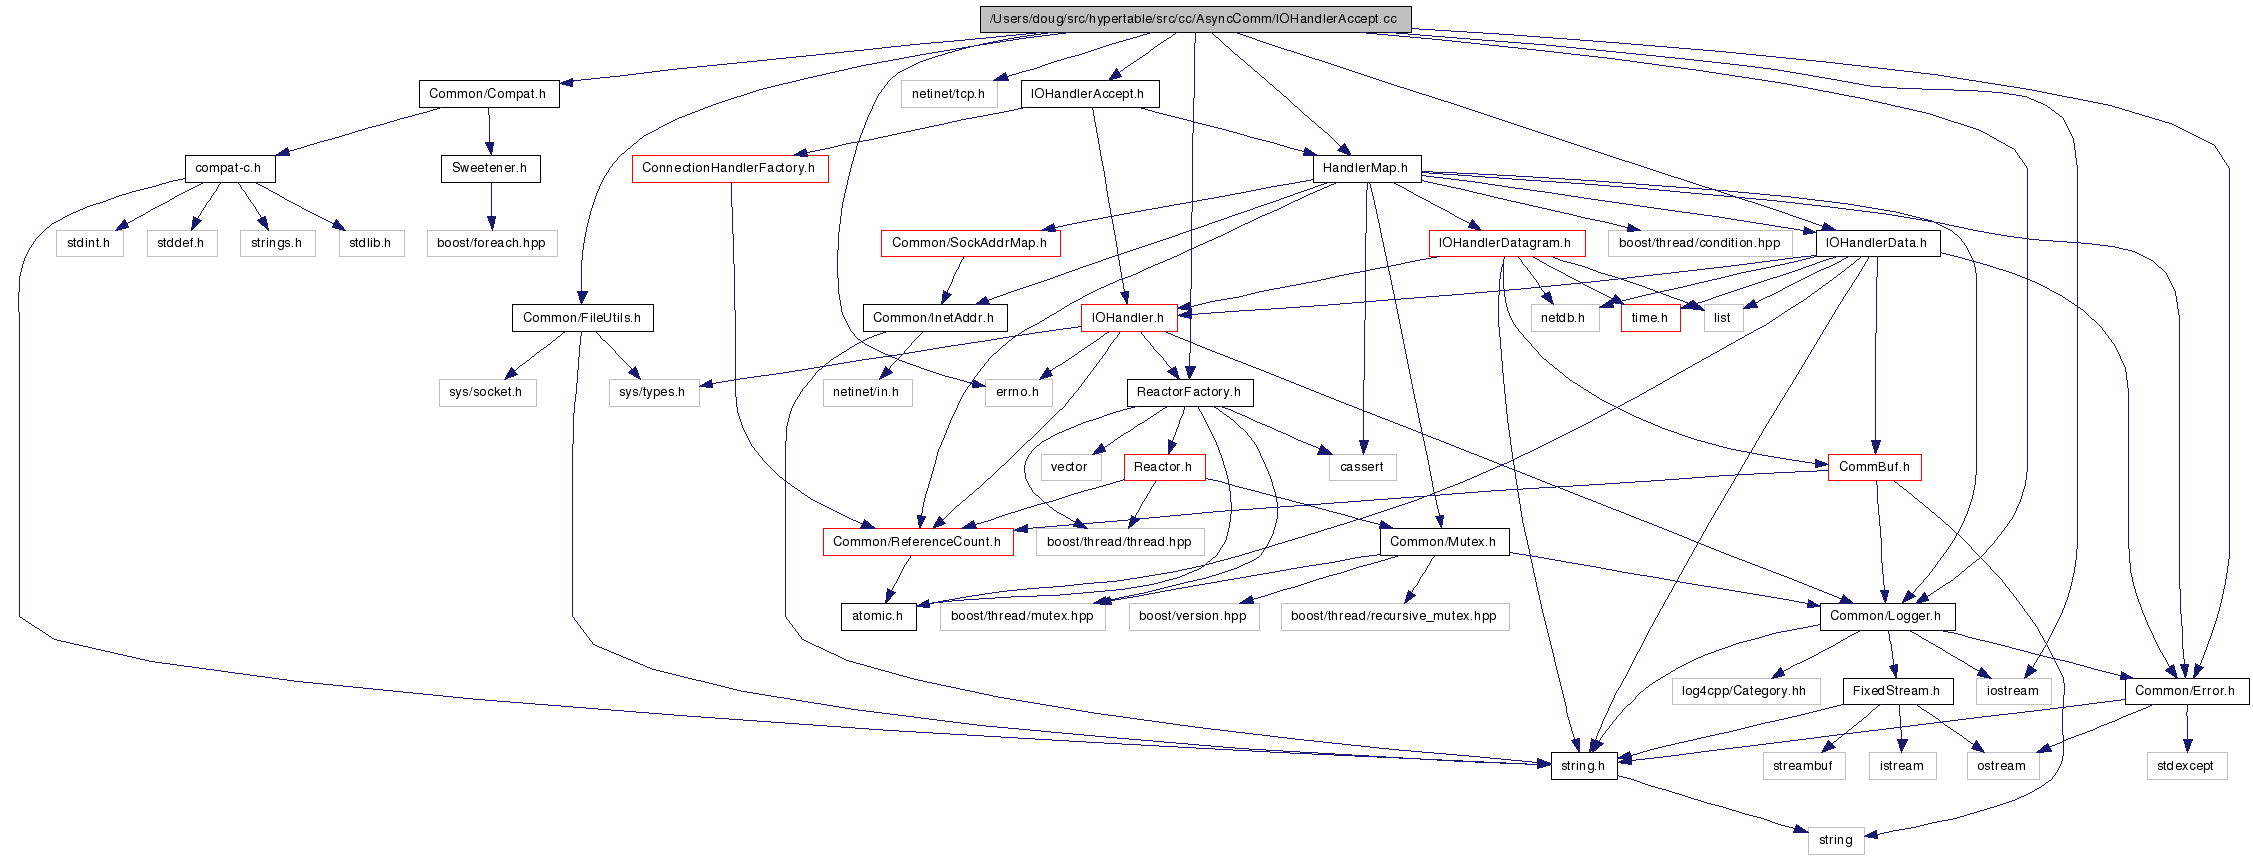 /Users/doug/src/hypertable/src/cc/AsyncComm/IOHandlerAccept.cc
Common/Compat.h
netinet/tcp.h
IOHandlerAccept.h
compat-c.h
Sweetener.h
ConnectionHandlerFactory.h
HandlerMap.h
stdint.h
stddef.h
strings.h
stdlib.h
boost/foreach.hpp
Common/SockAddrMap.h
IOHandlerDatagram.h
boost/thread/condition.hpp
IOHandlerData.h
Common/FileUtils.h
Common/InetAddr.h
IOHandler.h
netdb.h
time.h
list
sys/socket.h
sys/types.h
netinet/in.h
errno.h
ReactorFactory.h
vector
Reactor.h
cassert
CommBuf.h
Common/ReferenceCount.h
boost/thread/thread.hpp
Common/Mutex.h
atomic.h
boost/thread/mutex.hpp
boost/version.hpp
boost/thread/recursive_mutex.hpp
Common/Logger.h
log4cpp/Category.hh
FixedStream.h
iostream
Common/Error.h
string.h
streambuf
istream
ostream
stdexcept
string